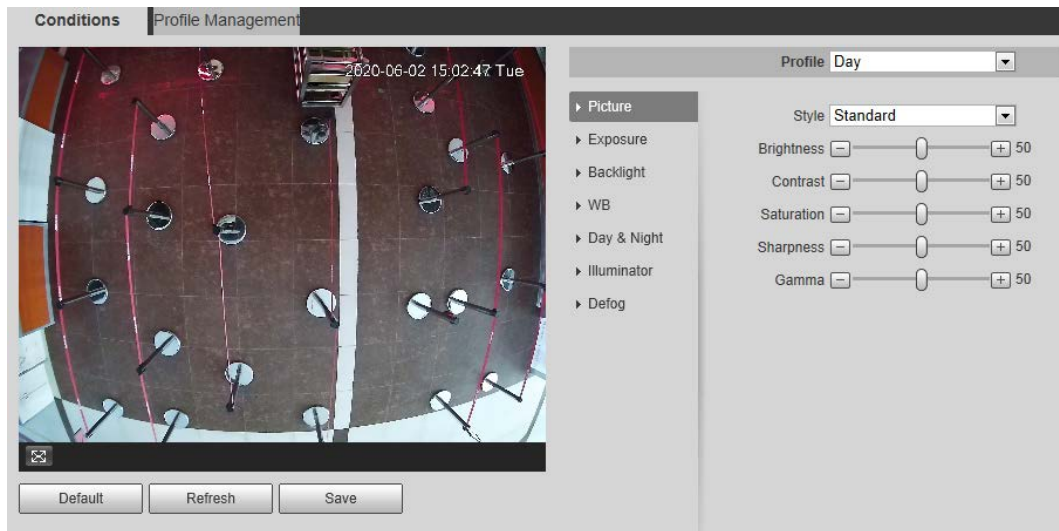 Conditions
Profile Management
2020-06-02 15:02:47 Tue
Profile Day
Picture
Exposure
Backlight
WB
Day & Night
Illuminator
Defog
Style Standard
Brightness 50
Contrast 50
Saturation 50
Sharpness 50
Gamma 50
Default Refresh Save